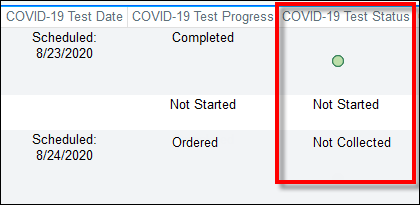 COVID-19 Test Date COVID-19 Test Progress COVID-19 Test Status
Scheduled: Completed
8/23/2020
Not Started Not Started
Scheduled: Ordered Not Collected
8/24/2020